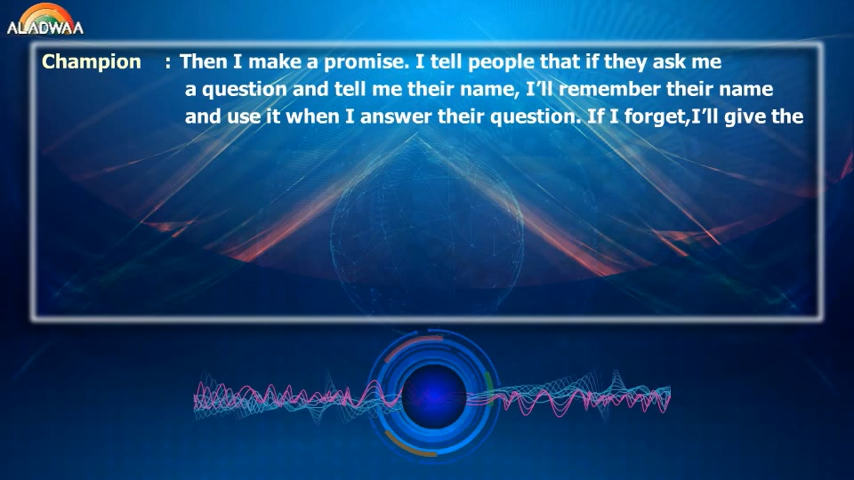 ALADWAA
Champion : Then I make a promise. I tell people that if they ask me
a question and tell me their name, I’ll remember their name
and use it when I answer their question. If I forget,I’ll give the